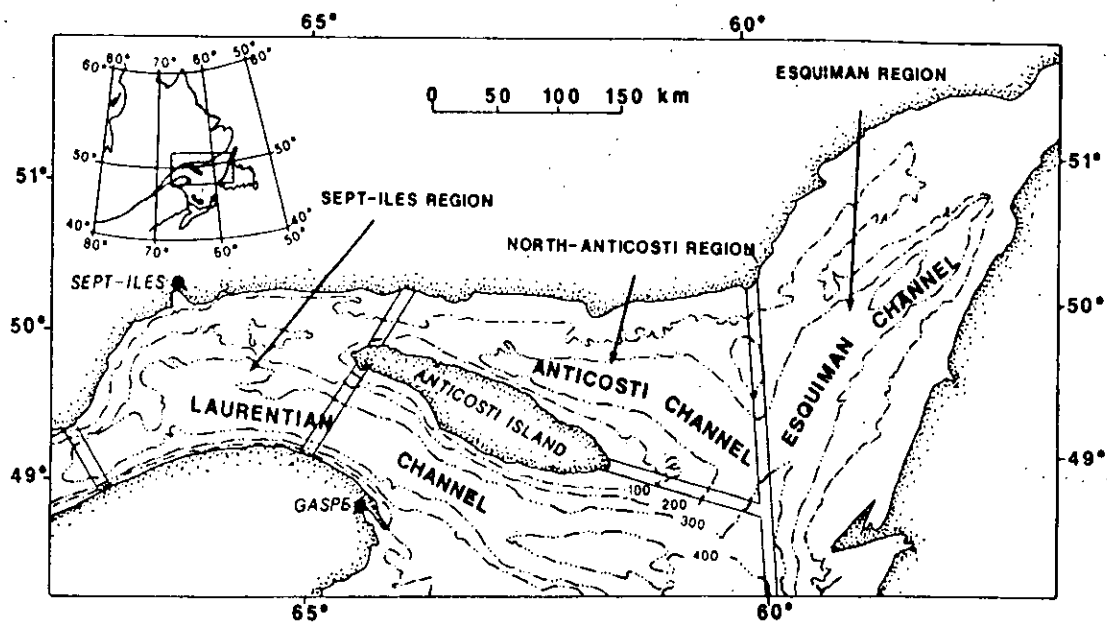 65°
60°
80° 70° 60° 50° 60°
60°
50°
50°
40°
40°
50°
80° 70° 60°
0 50 100 150 km
ESQUIMAN REGION
51°
51°
SEPT-ILES REGION
NORTH-ANTICOSTI REGION
SEPT-ILES
50°
50°
ESQUIMAN CHANNEL
ANTICOSTI CHANNEL
ANTICOSTI ISLAND
LAURENTIAN CHANNEL
49°
49°
GASPE
100
200
300
400
65°
60°